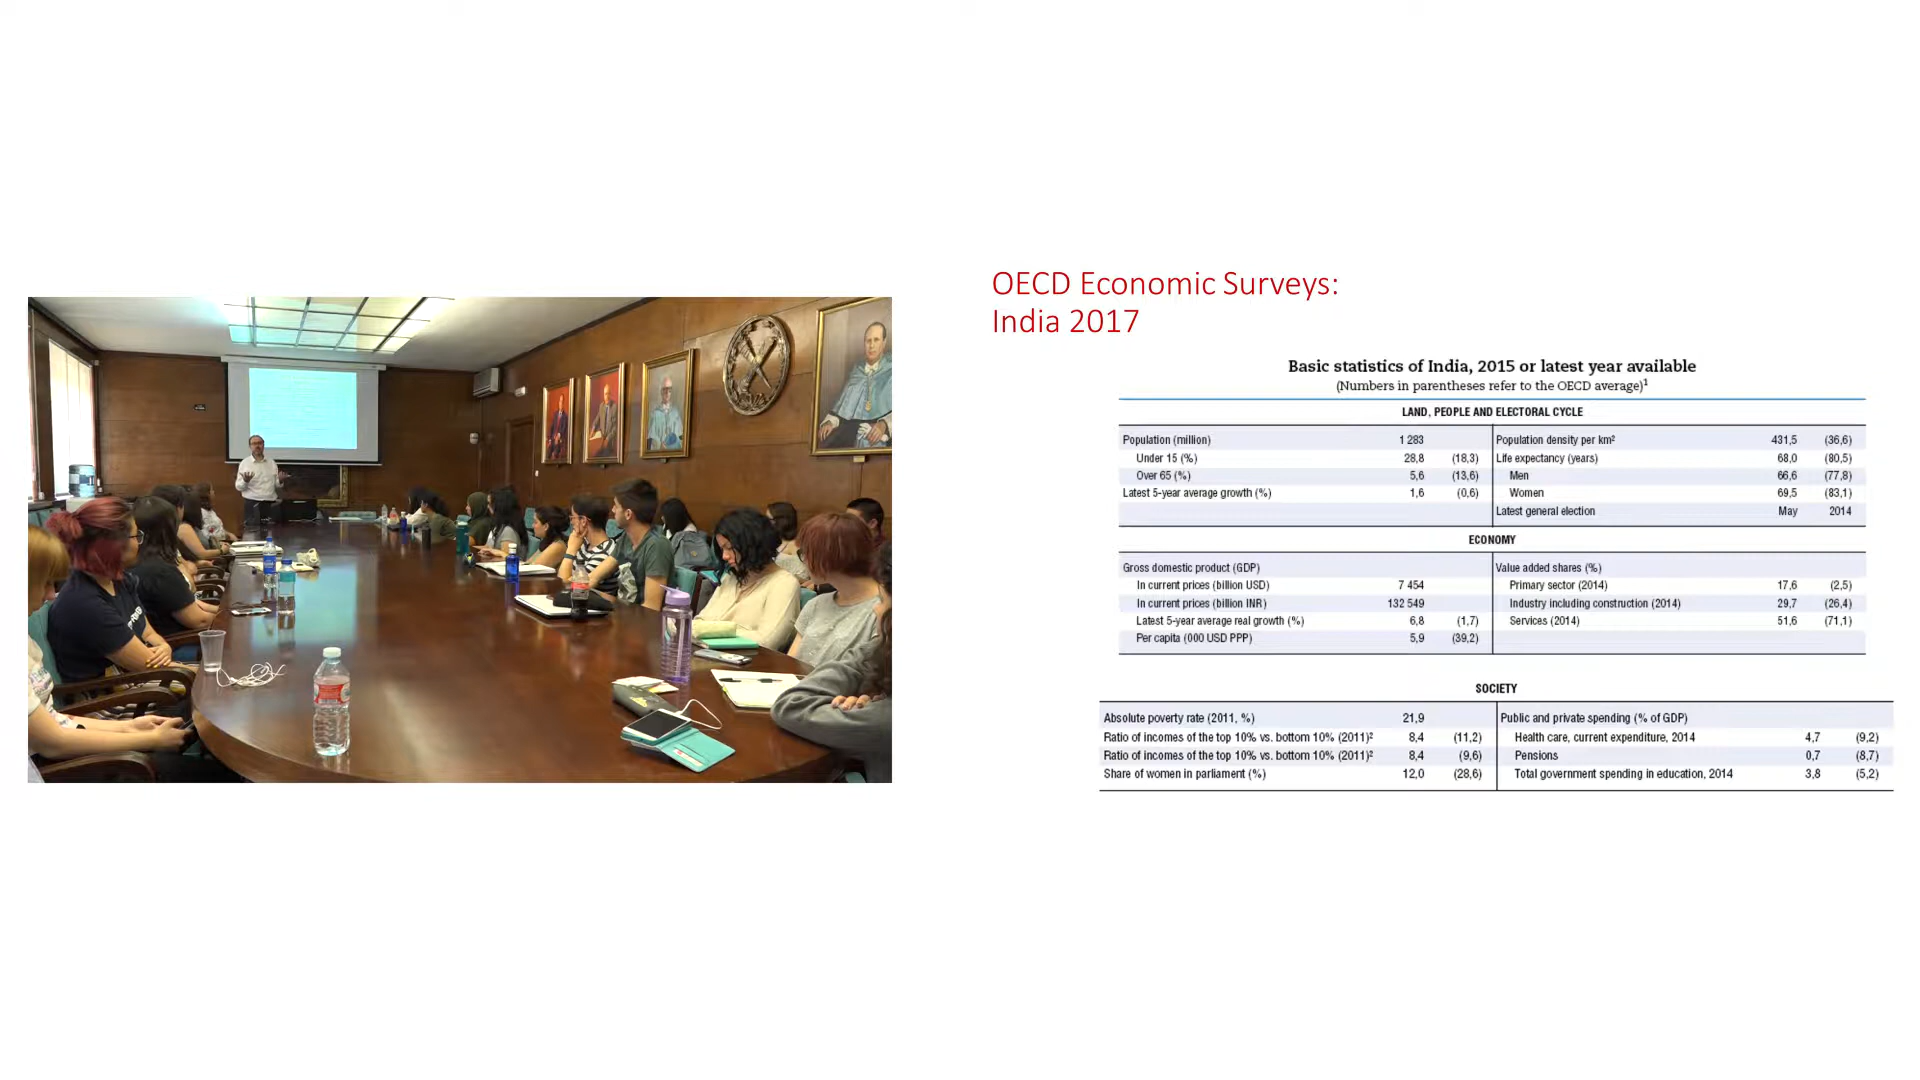 OECD Economic Surveys:
India 2017
Basic statistics of India, 2015 or latest year available
(Numbers in parentheses refer to the OECD average)¹
LAND, PEOPLE AND ELECTORAL CYCLE
Population (million) 1 283 Population density per km² 431,5 (36,6)
Under 15 (%) 28,8 (18,3) Life expectancy (years) 68,0 (80,5)
Over 65 (%) 5,6 (13,6) Men 66,6 (77,8)
Latest 5-year average growth (%) 1,6 (0,6) Women 69,5 (83,1)
Latest general election May 2014
ECONOMY
Gross domestic product (GDP) Value added shares (%)
In current prices (billion USD) 7 454 Primary sector (2014) 17,6 (2,5)
In current prices (billion INR) 132 549 Industry including construction (2014) 29,7 (26,4)
Latest 5-year average real growth (%) 6,8 (1,7) Services (2014) 51,6 (71,1)
Per capita (000 USD PPP) 5,9 (39,2)
SOCIETY
Absolute poverty rate (2011, %) 21,9 Public and private spending (% of GDP)
Ratio of incomes of the top 10% vs. bottom 10% (2011)² 8,4 (11,2) Health care, current expenditure, 2014 4,7 (9,2)
Ratio of incomes of the top 10% vs. bottom 10% (2011)² 8,4 (9,6) Pensions 0,7 (8,7)
Share of women in parliament (%) 12,0 (28,6) Total government spending in education, 2014 3,8 (5,2)